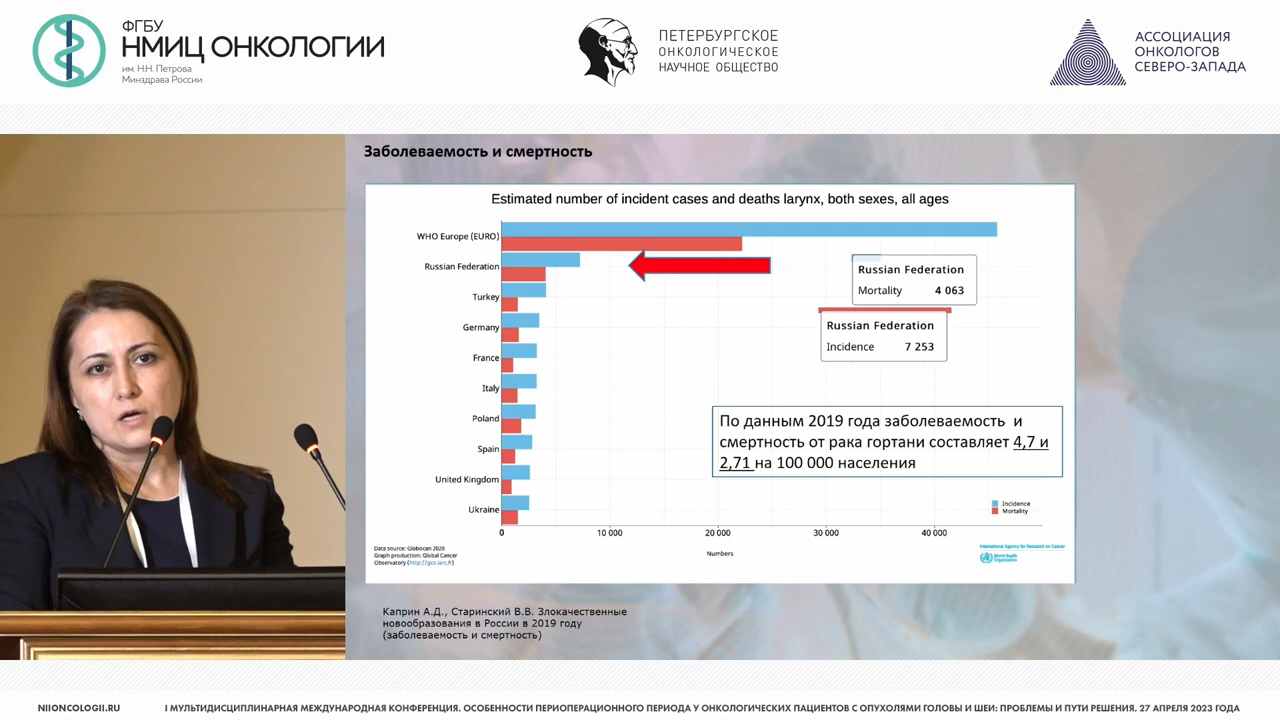 ФГБУ
НМИЦ ОНКОЛОГИИ
им. Н.Н. Петрова
Минздрава России
ПЕТЕРБУРГСКОЕ
ОНКОЛОГИЧЕСКОЕ
НАУЧНОЕ ОБЩЕСТВО
АССОЦИАЦИЯ
ОНКОЛОГОВ
СЕВЕРО-ЗАПАДА
Заболеваемость и смертность
Estimated number of incident cases and deaths larynx, both sexes, all ages
WHO Europe (EURO)
Russian Federation
Turkey
Germany
France
Italy
Poland
Spain
United Kingdom
Ukraine
Russian Federation
Mortality 4 063
Russian Federation
Incidence 7 253
По данным 2019 года заболеваемость и
смертность от рака гортани составляет 4,7 и
2,71 на 100 000 населения
Incidence
Mortality
0 10 000 20 000 30 000 40 000
Numbers
Data source: Globocan 2020
Graph production: Global Cancer
Observatory (http://gco.iarc.fr)
International Agency for Research on Cancer
World Health
Organization
Каприн А.Д., Старинский В.В. Злокачественные
новообразования в России в 2019 году
(заболеваемость и смертность)
NIIONCOLOGII.RU
I МУЛЬТИДИСЦИПЛИНАРНАЯ МЕЖДУНАРОДНАЯ КОНФЕРЕНЦИЯ. ОСОБЕННОСТИ ПЕРИОПЕРАЦИОННОГО ПЕРИОДА У ОНКОЛОГИЧЕСКИХ ПАЦИЕНТОВ С ОПУХОЛЯМИ ГОЛОВЫ И ШЕИ: ПРОБЛЕМЫ И ПУТИ РЕШЕНИЯ. 27 АПРЕЛЯ 2023 ГОДА